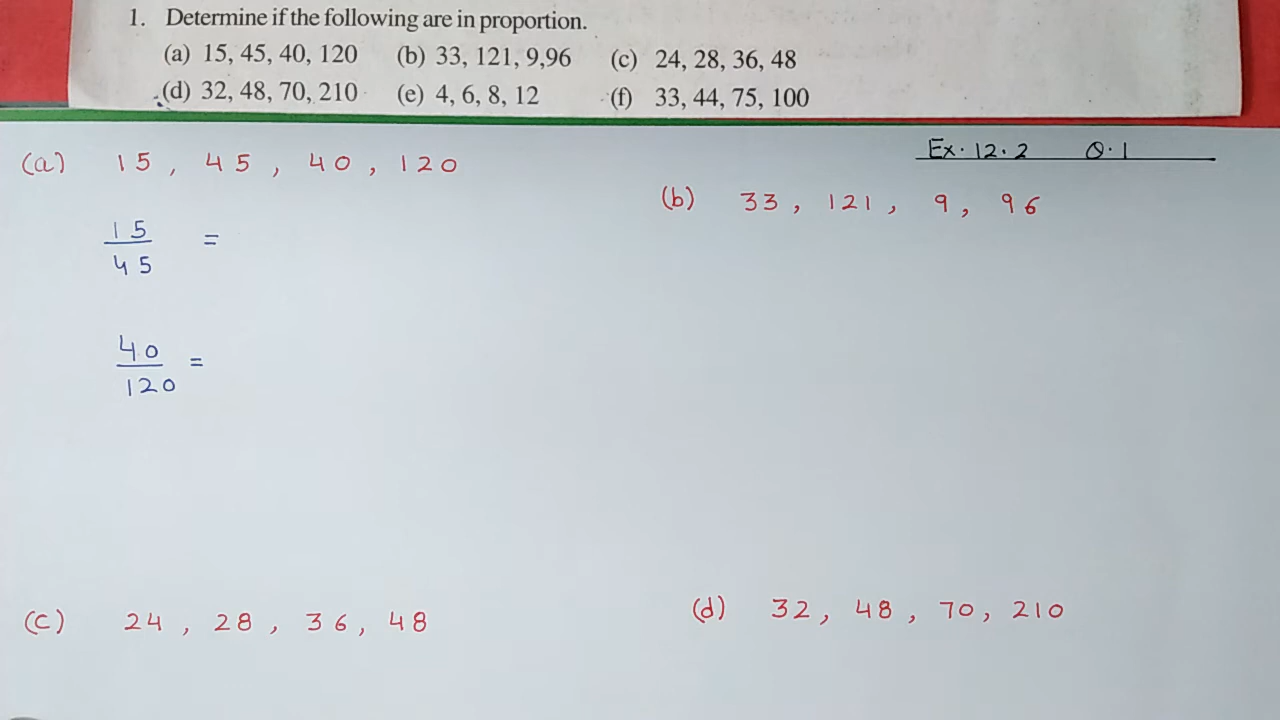 1. Determine if the following are in proportion.
(a) 15, 45, 40, 120 (b) 33, 121, 9,96 (c) 24, 28, 36, 48
(d) 32, 48, 70, 210 (e) 4, 6, 8, 12 (f) 33, 44, 75, 100
Ex. 12.2 Q.1
(a) 15, 45, 40, 120
15
45
=
40
120
=
(b) 33, 121, 9, 96
(c) 24, 28, 36, 48
(d) 32, 48, 70, 210